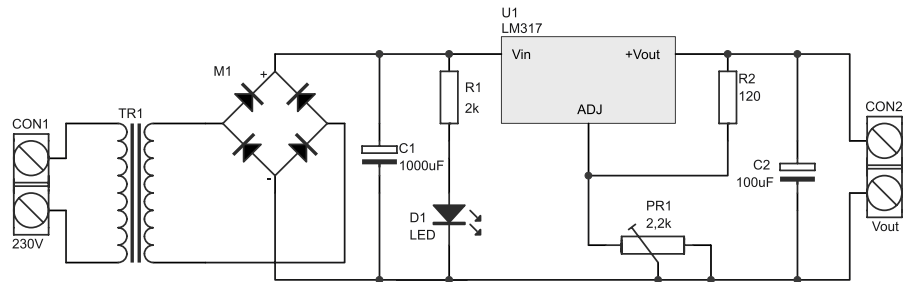 U1
LM317
Vin
+Vout
ADJ
M1
+
-
R1
2k
R2
120
CON1
230V
TR1
C1
1000uF
D1
LED
PR1
2,2k
C2
100uF
CON2
Vout